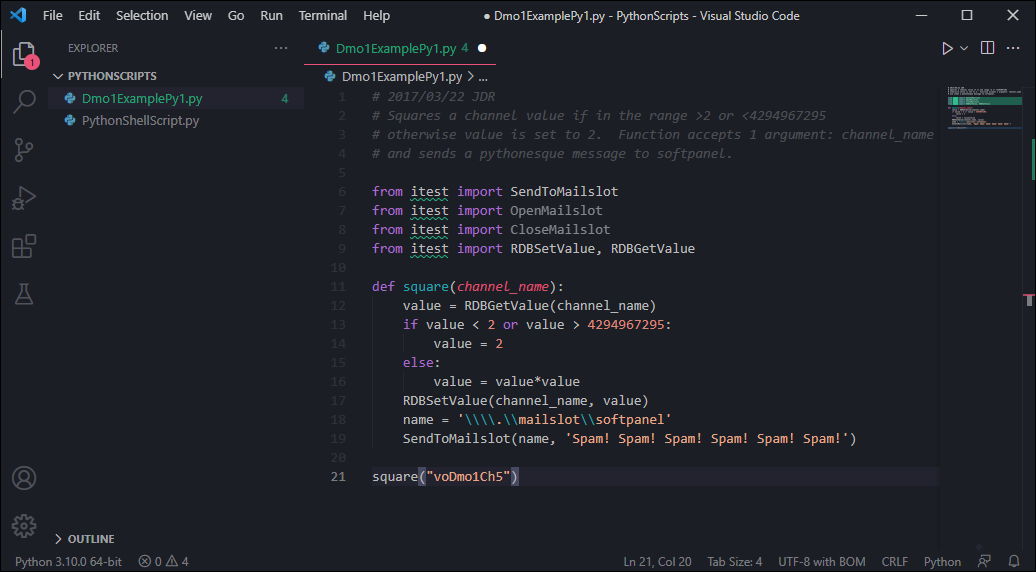 File Edit Selection View Go Run Terminal Help ● Dmo1ExamplePy1.py - PythonScripts - Visual Studio Code
EXPLORER
PYTHONSCRIPTS
Dmo1ExamplePy1.py 4
PythonShellScript.py
OUTLINE
1
Dmo1ExamplePy1.py 4 ●
Dmo1ExamplePy1.py > ...
1 # 2017/03/22 JDR
2 # Squares a channel value if in the range >2 or <4294967295
3 # otherwise value is set to 2.  Function accepts 1 argument: channel_name
4 # and sends a pythonesque message to softpanel.
5
6 from itest import SendToMailslot
7 from itest import OpenMailslot
8 from itest import CloseMailslot
9 from itest import RDBSetValue, RDBGetValue
10
11 def square(channel_name):
12     value = RDBGetValue(channel_name)
13     if value < 2 or value > 4294967295:
14         value = 2
15     else:
16         value = value*value
17     RDBSetValue(channel_name, value)
18     name = '\\\\.\\mailslot\\softpanel'
19     SendToMailslot(name, 'Spam! Spam! Spam! Spam! Spam! Spam!')
20
21 square("voDmo1Ch5")
Python 3.10.0 64-bit 0 4 Ln 21, Col 20 Tab Size: 4 UTF-8 with BOM CRLF Python